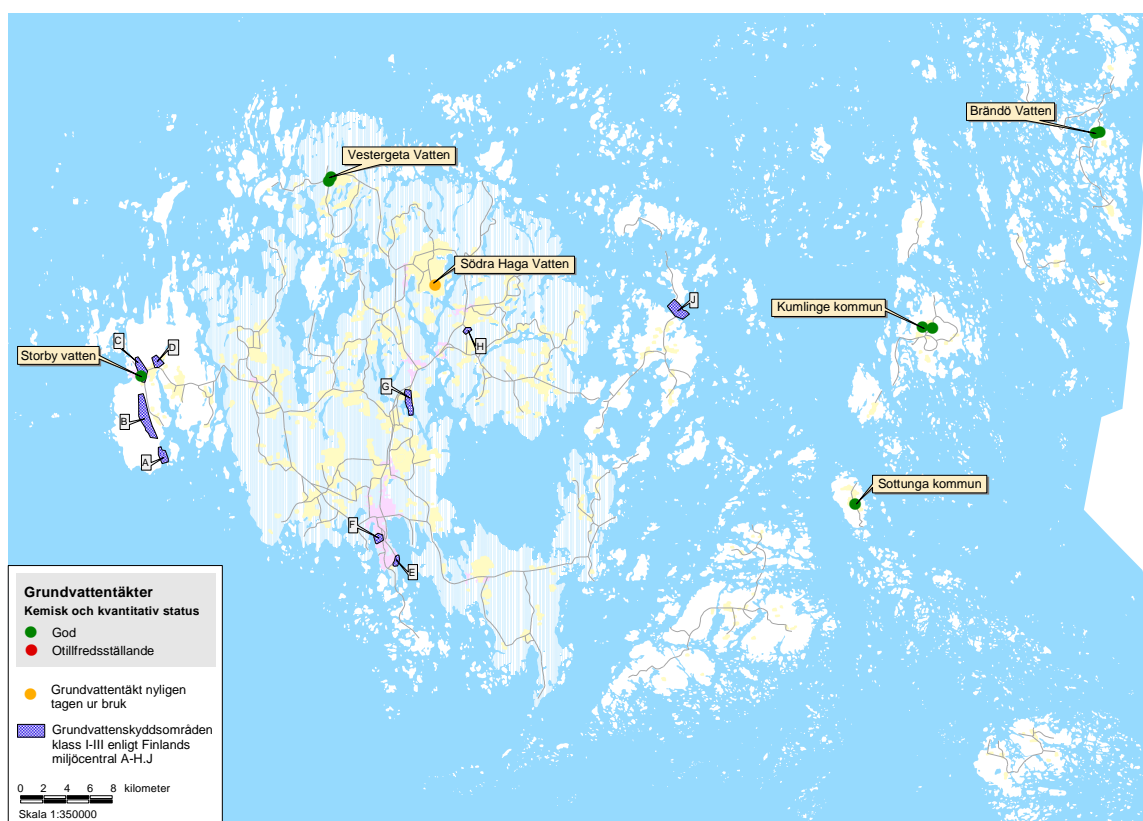 Brändö Vatten
Vestergeta Vatten
Södra Haga Vatten
J
Kumlinge kommun
H
C
D
Storby vatten
G
B
A
Sottunga kommun
F
E
Grundvattentäkter
Kemisk och kvantitativ status
God
Otillfredsställande
Grundvattentäkt nyligen
tagen ur bruk
Grundvattenskyddsområden
klass I-III enligt Finlands
miljöcentral A-H.J
0 2 4 6 8 kilometer
Skala 1:350000